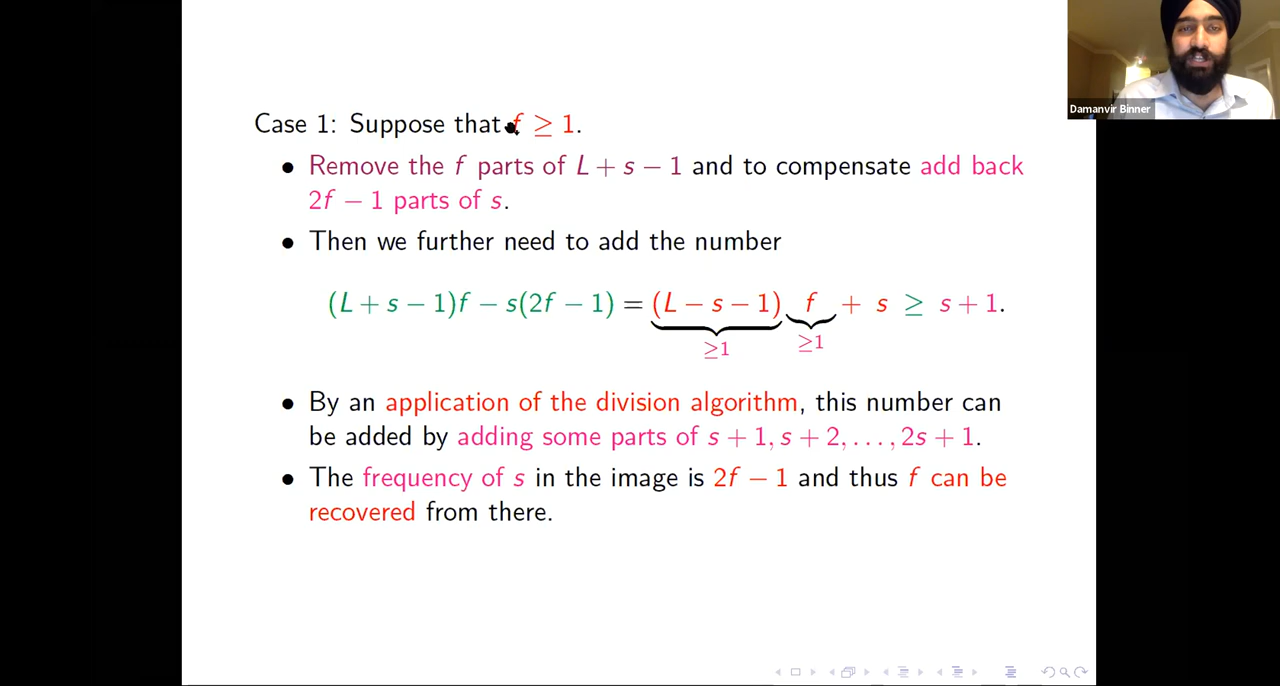 Damanvir Binner
Case 1: Suppose that f ≥ 1.
• Remove the f parts of L + s − 1 and to compensate add back
2f − 1 parts of s.
• Then we further need to add the number
(L + s − 1)f − s(2f − 1) = (L − s − 1) f + s ≥ s + 1.
≥1 ≥1
• By an application of the division algorithm, this number can
be added by adding some parts of s + 1, s + 2, . . . , 2s + 1.
• The frequency of s in the image is 2f − 1 and thus f can be
recovered from there.